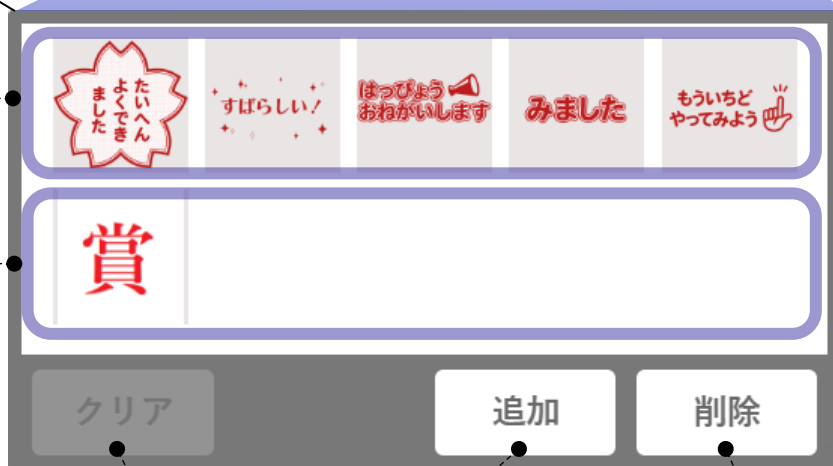 たいへん
よくでき
ました
すばらしい！
はっぴょう
おねがいします
みました
もういちど
やってみよう
賞
クリア
追加
削除